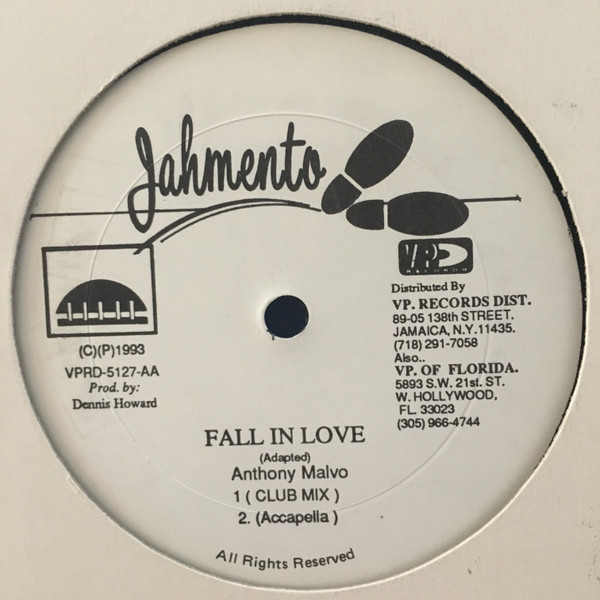 Jahmento
VP
RECORDS
(C)(P)1993
VPRD-5127-AA
Prod. by:
Dennis Howard
Distributed By
VP. RECORDS DIST.
89-05 138th STREET.
JAMAICA, N.Y.11435.
(718) 291-7058
Also..
VP. OF FLORIDA.
5893 S.W. 21st. ST.
W. HOLLYWOOD,
FL. 33023
(305) 966-4744
FALL IN LOVE
(Adapted)
Anthony Malvo
1 ( CLUB MIX )
2. (Accapella )
All Rights Reserved